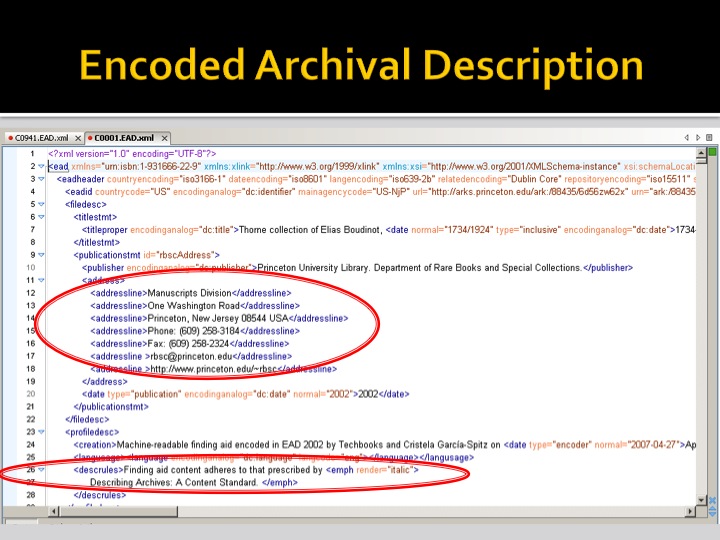 Encoded Archival Description
C0941.EAD.xml C0001.EAD.xml
1 <?xml version="1.0" encoding="UTF-8"?>
2 <ead xmlns="urn:isbn:1-931666-22-9" xmlns:xlink="http://www.w3.org/1999/xlink" xmlns:xsi="http://www.w3.org/2001/XMLSchema-instance" xsi:schemaLocati
3 <eadheader countryencoding="iso3166-1" dateencoding="iso8601" langencoding="iso639-2b" relatedencoding="Dublin Core" repositoryencoding="iso15511"
4 <eadid countrycode="US" encodinganalog="dc:identifier" mainagencycode="US-NjP" url="http://arks.princeton.edu/ark:/88435/6d56zw62x" urn="ark:/88435
5 <filedesc>
6 <titlestmt>
7 <titleproper encodinganalog="dc:title">Thorne collection of Elias Boudinot, <date normal="1734/1924" type="inclusive" encodinganalog="dc:date">1734-
8 </titlestmt>
9 <publicationstmt id="rbscAddress">
10 <publisher encodinganalog="dc:publisher">Princeton University Library. Department of Rare Books and Special Collections.</publisher>
11 <address>
12 <addressline>Manuscripts Division</addressline>
13 <addressline>One Washington Road</addressline>
14 <addressline>Princeton, New Jersey 08544 USA</addressline>
15 <addressline>Phone: (609) 258-3184</addressline>
16 <addressline>Fax: (609) 258-2324</addressline>
17 <addressline >rbsc@princeton.edu</addressline>
18 <addressline >http://www.princeton.edu/~rbsc</addressline>
19 </address>
20 <date type="publication" encodinganalog="dc:date" normal="2002">2002</date>
21 </publicationstmt>
22 </filedesc>
23 <profiledesc>
24 <creation>Machine-readable finding aid encoded in EAD 2002 by Techbooks and Cristela García-Spitz on <date type="encoder" normal="2007-04-27">Ap
25 <langusage> <language encodinganalog="dc:language" langcode="eng"></language></langusage>
26 <descrules>Finding aid content adheres to that prescribed by <emph render="italic">
27 Describing Archives: A Content Standard. </emph>
28 </descrules>